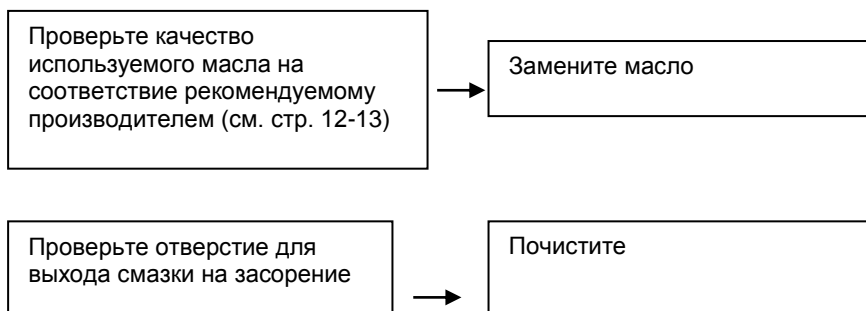 Проверьте качество
используемого масла на
соответствие рекомендуемому
производителем (см. стр. 12-13)
Замените масло
Проверьте отверстие для
выхода смазки на засорение
Почистите